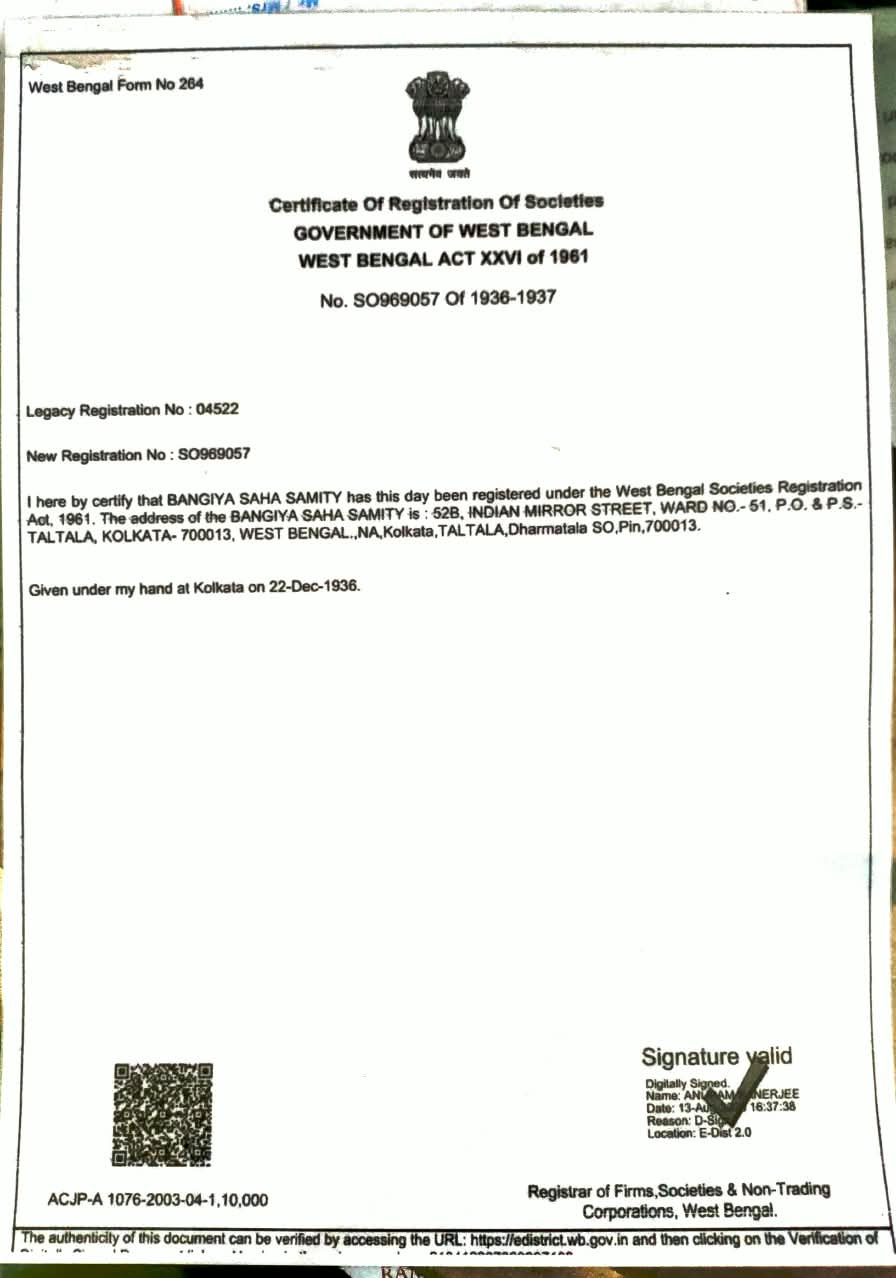 West Bengal Form No 264
सत्यमेव जयते
Certificate Of Registration Of Societies
GOVERNMENT OF WEST BENGAL
WEST BENGAL ACT XXVI of 1961
No. SO969057 Of 1936-1937
Legacy Registration No : 04522
New Registration No : SO969057
I here by certify that BANGIYA SAHA SAMITY has this day been registered under the West Bengal Societies Registration
Act, 1961. The address of the BANGIYA SAHA SAMITY is : 52B, INDIAN MIRROR STREET, WARD NO.- 51, P.O. & P.S.-
TALTALA, KOLKATA- 700013, WEST BENGAL.,NA,Kolkata,TALTALA,Dharmatala SO,Pin,700013.
Given under my hand at Kolkata on 22-Dec-1936.
Signature valid
Digitally Signed.
Name:
Date: 16:37:38
Reason:
Location: E-Dist 2.0
ACJP-A 1076-2003-04-1,10,000
Registrar of Firms,Societies & Non-Trading
Corporations, West Bengal.
The authenticity of this document can be verified by accessing the URL: https://edistrict.wb.gov.in and then clicking on the Verification of